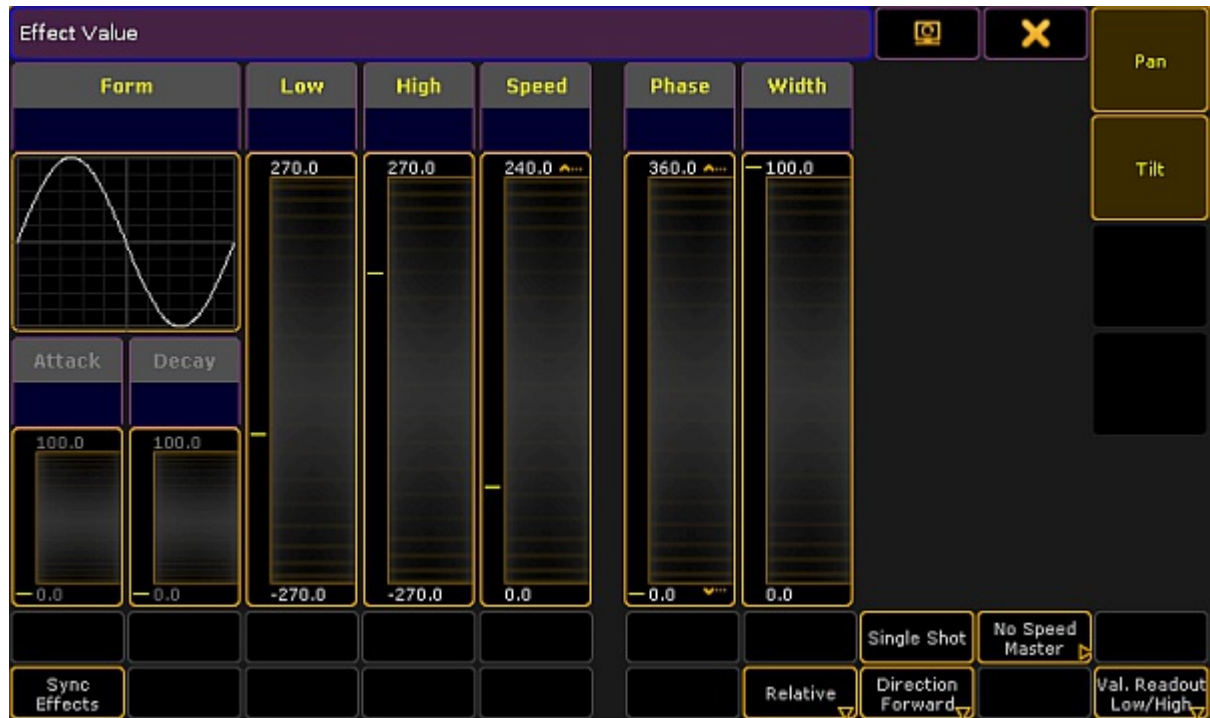 Effect Value
Pan
Form
Low
High
Speed
Phase
Width
270.0
270.0
240.0
360.0
100.0
Tilt
Attack
Decay
100.0
100.0
0.0
0.0
-270.0
-270.0
0.0
0.0
0.0
Single Shot
No Speed
Master
Sync
Effects
Relative
Direction
Forward
Val. Readout
Low/High